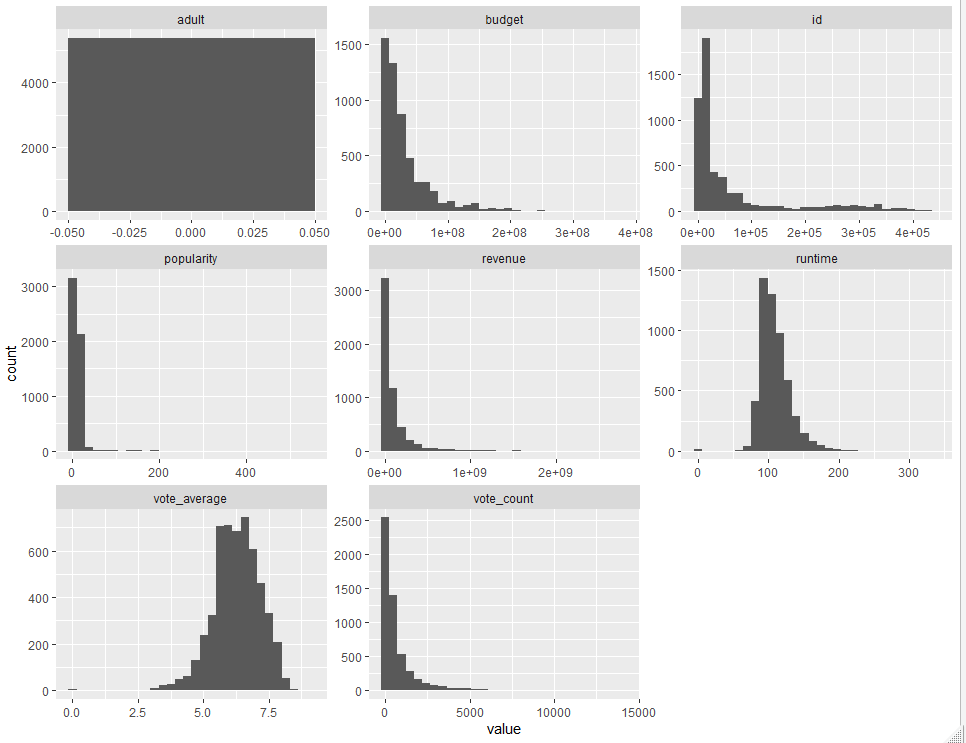 adult
budget
id
4000
2000
0
-0.050 -0.025 0.000 0.025 0.050
1500
1000
500
0
0e+00 1e+08 2e+08 3e+08 4e+08
1500
1000
500
0
0e+00 1e+05 2e+05 3e+05 4e+05
popularity
revenue
runtime
3000
2000
1000
0
0 200 400
3000
2000
1000
0
0e+00 1e+09 2e+09
1500
1000
500
0
0 100 200 300
vote_average
vote_count
600
400
200
0
0.0 2.5 5.0 7.5
2500
2000
1500
1000
500
0
0 5000 10000 15000
count
value